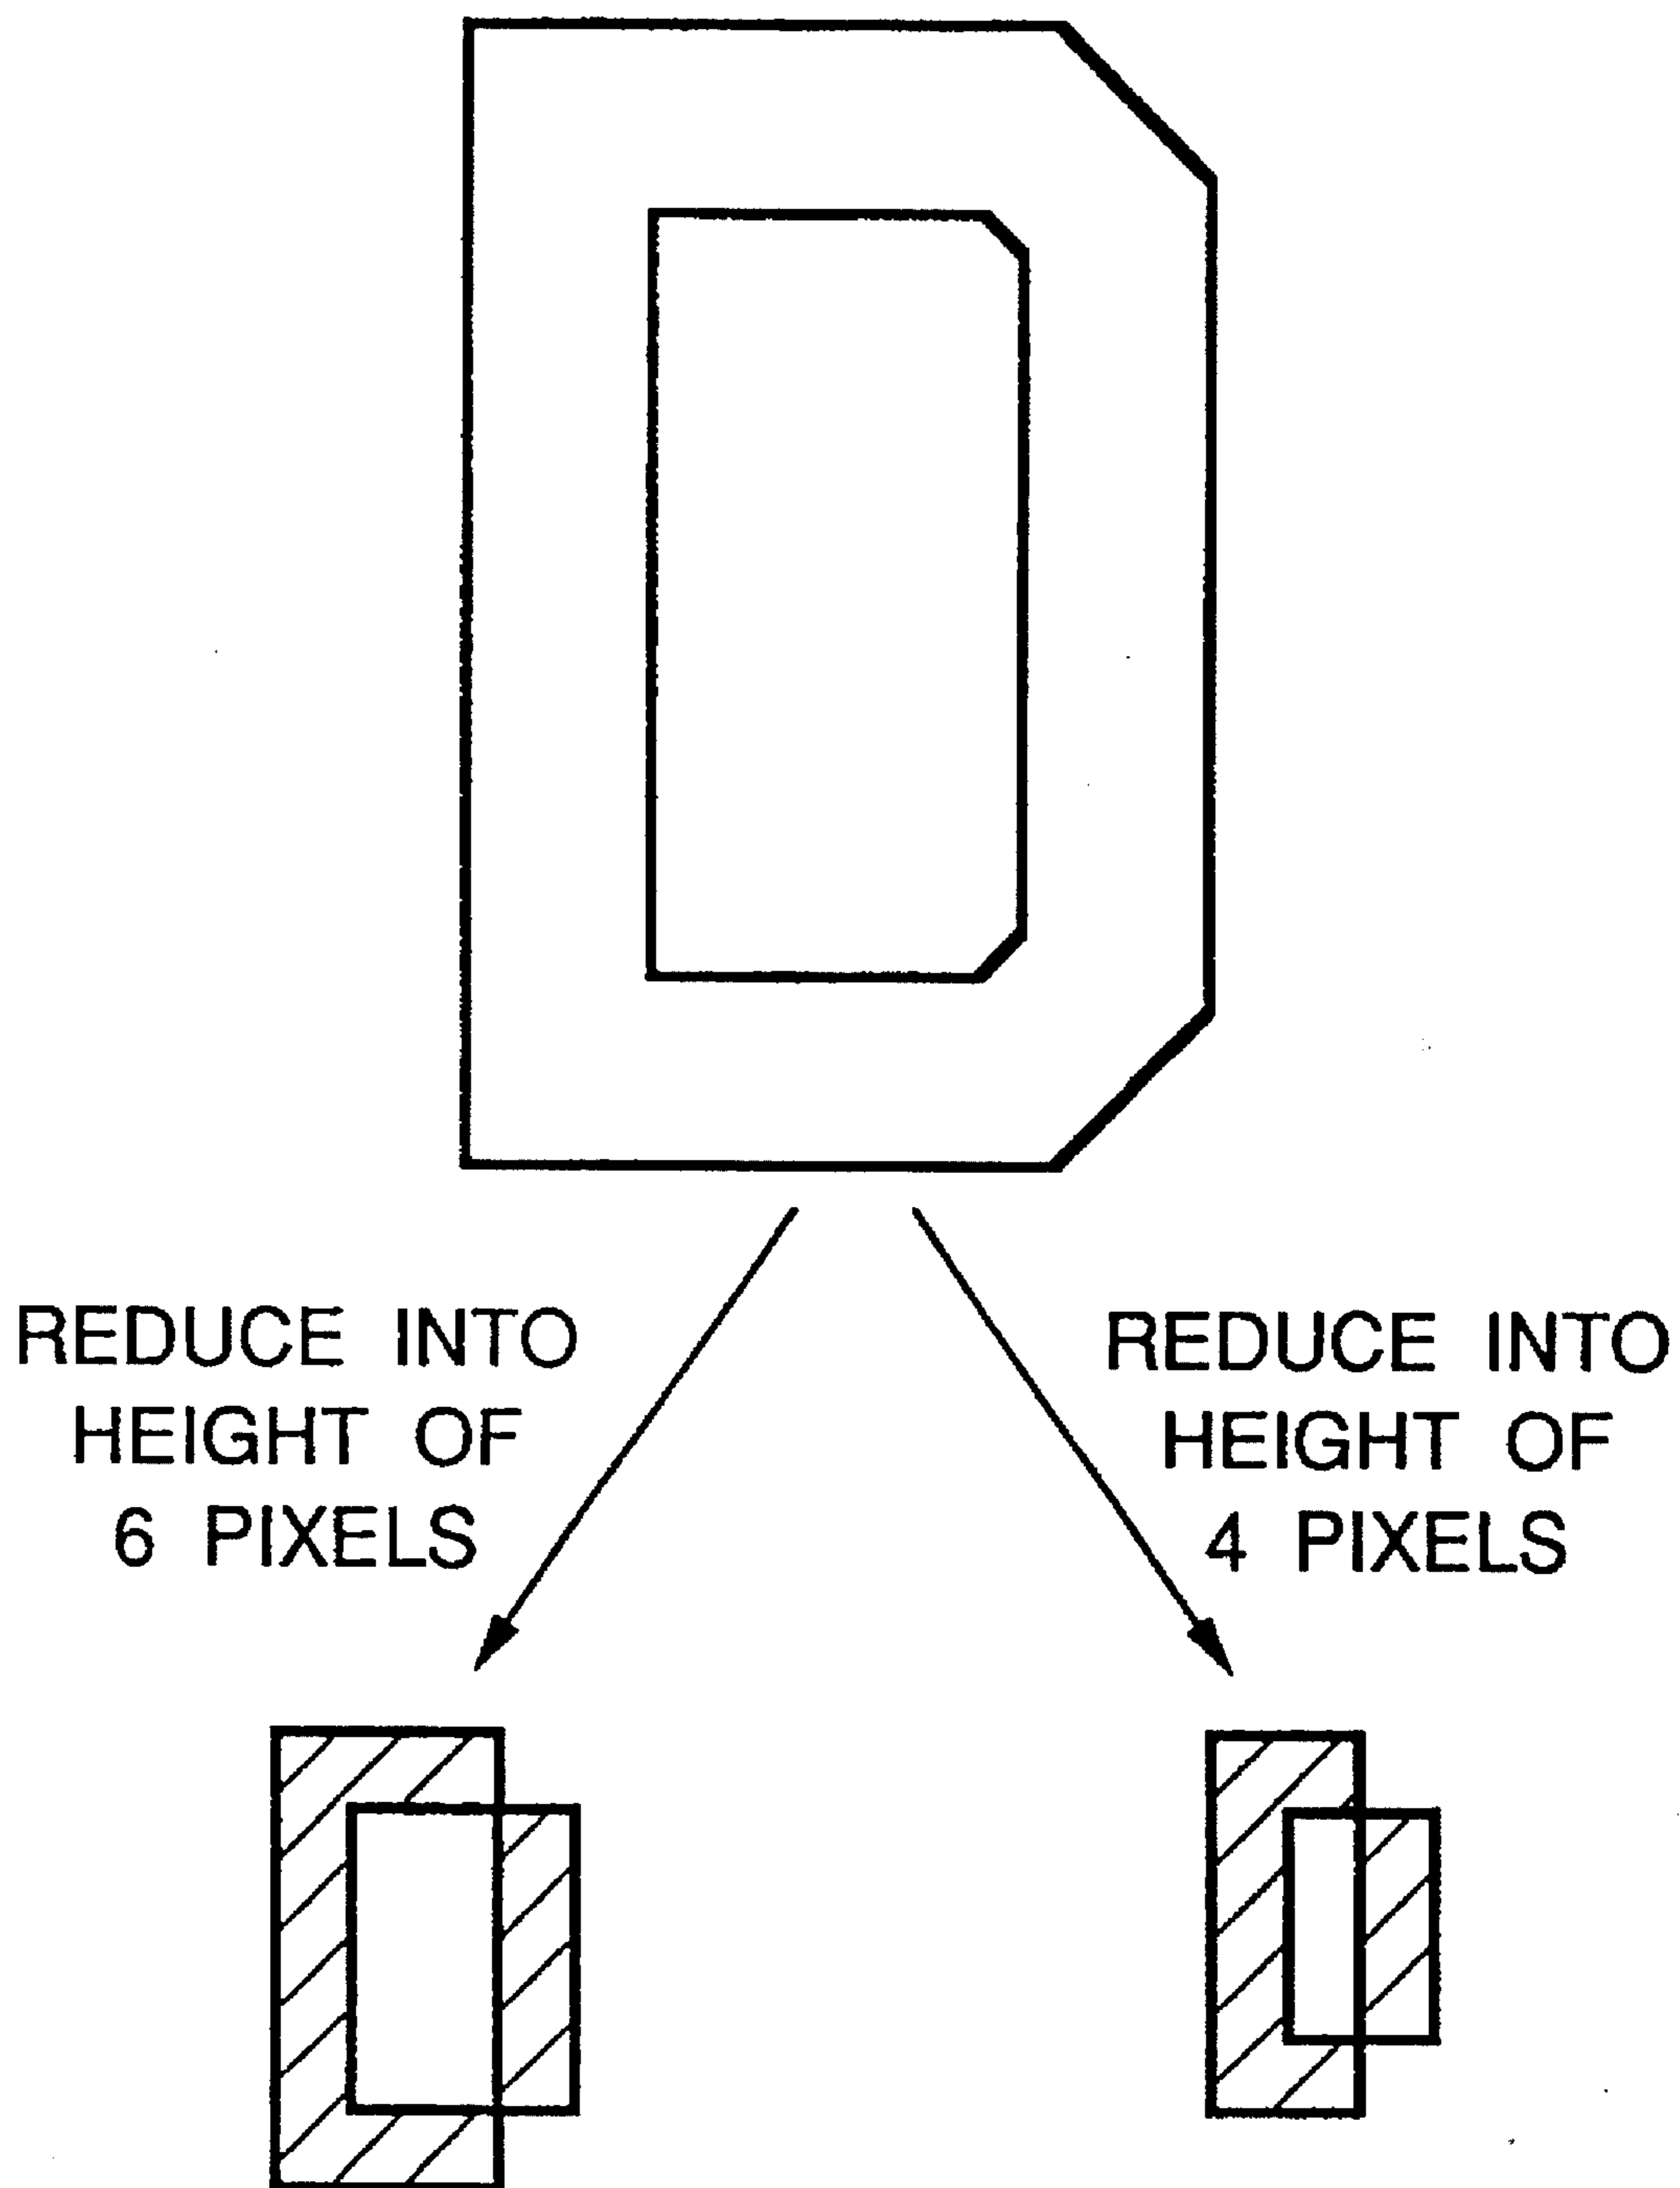 D
REDUCE INTO
HEIGHT OF
6 PIXELS
REDUCE INTO
HEIGHT OF
4 PIXELS
D
D